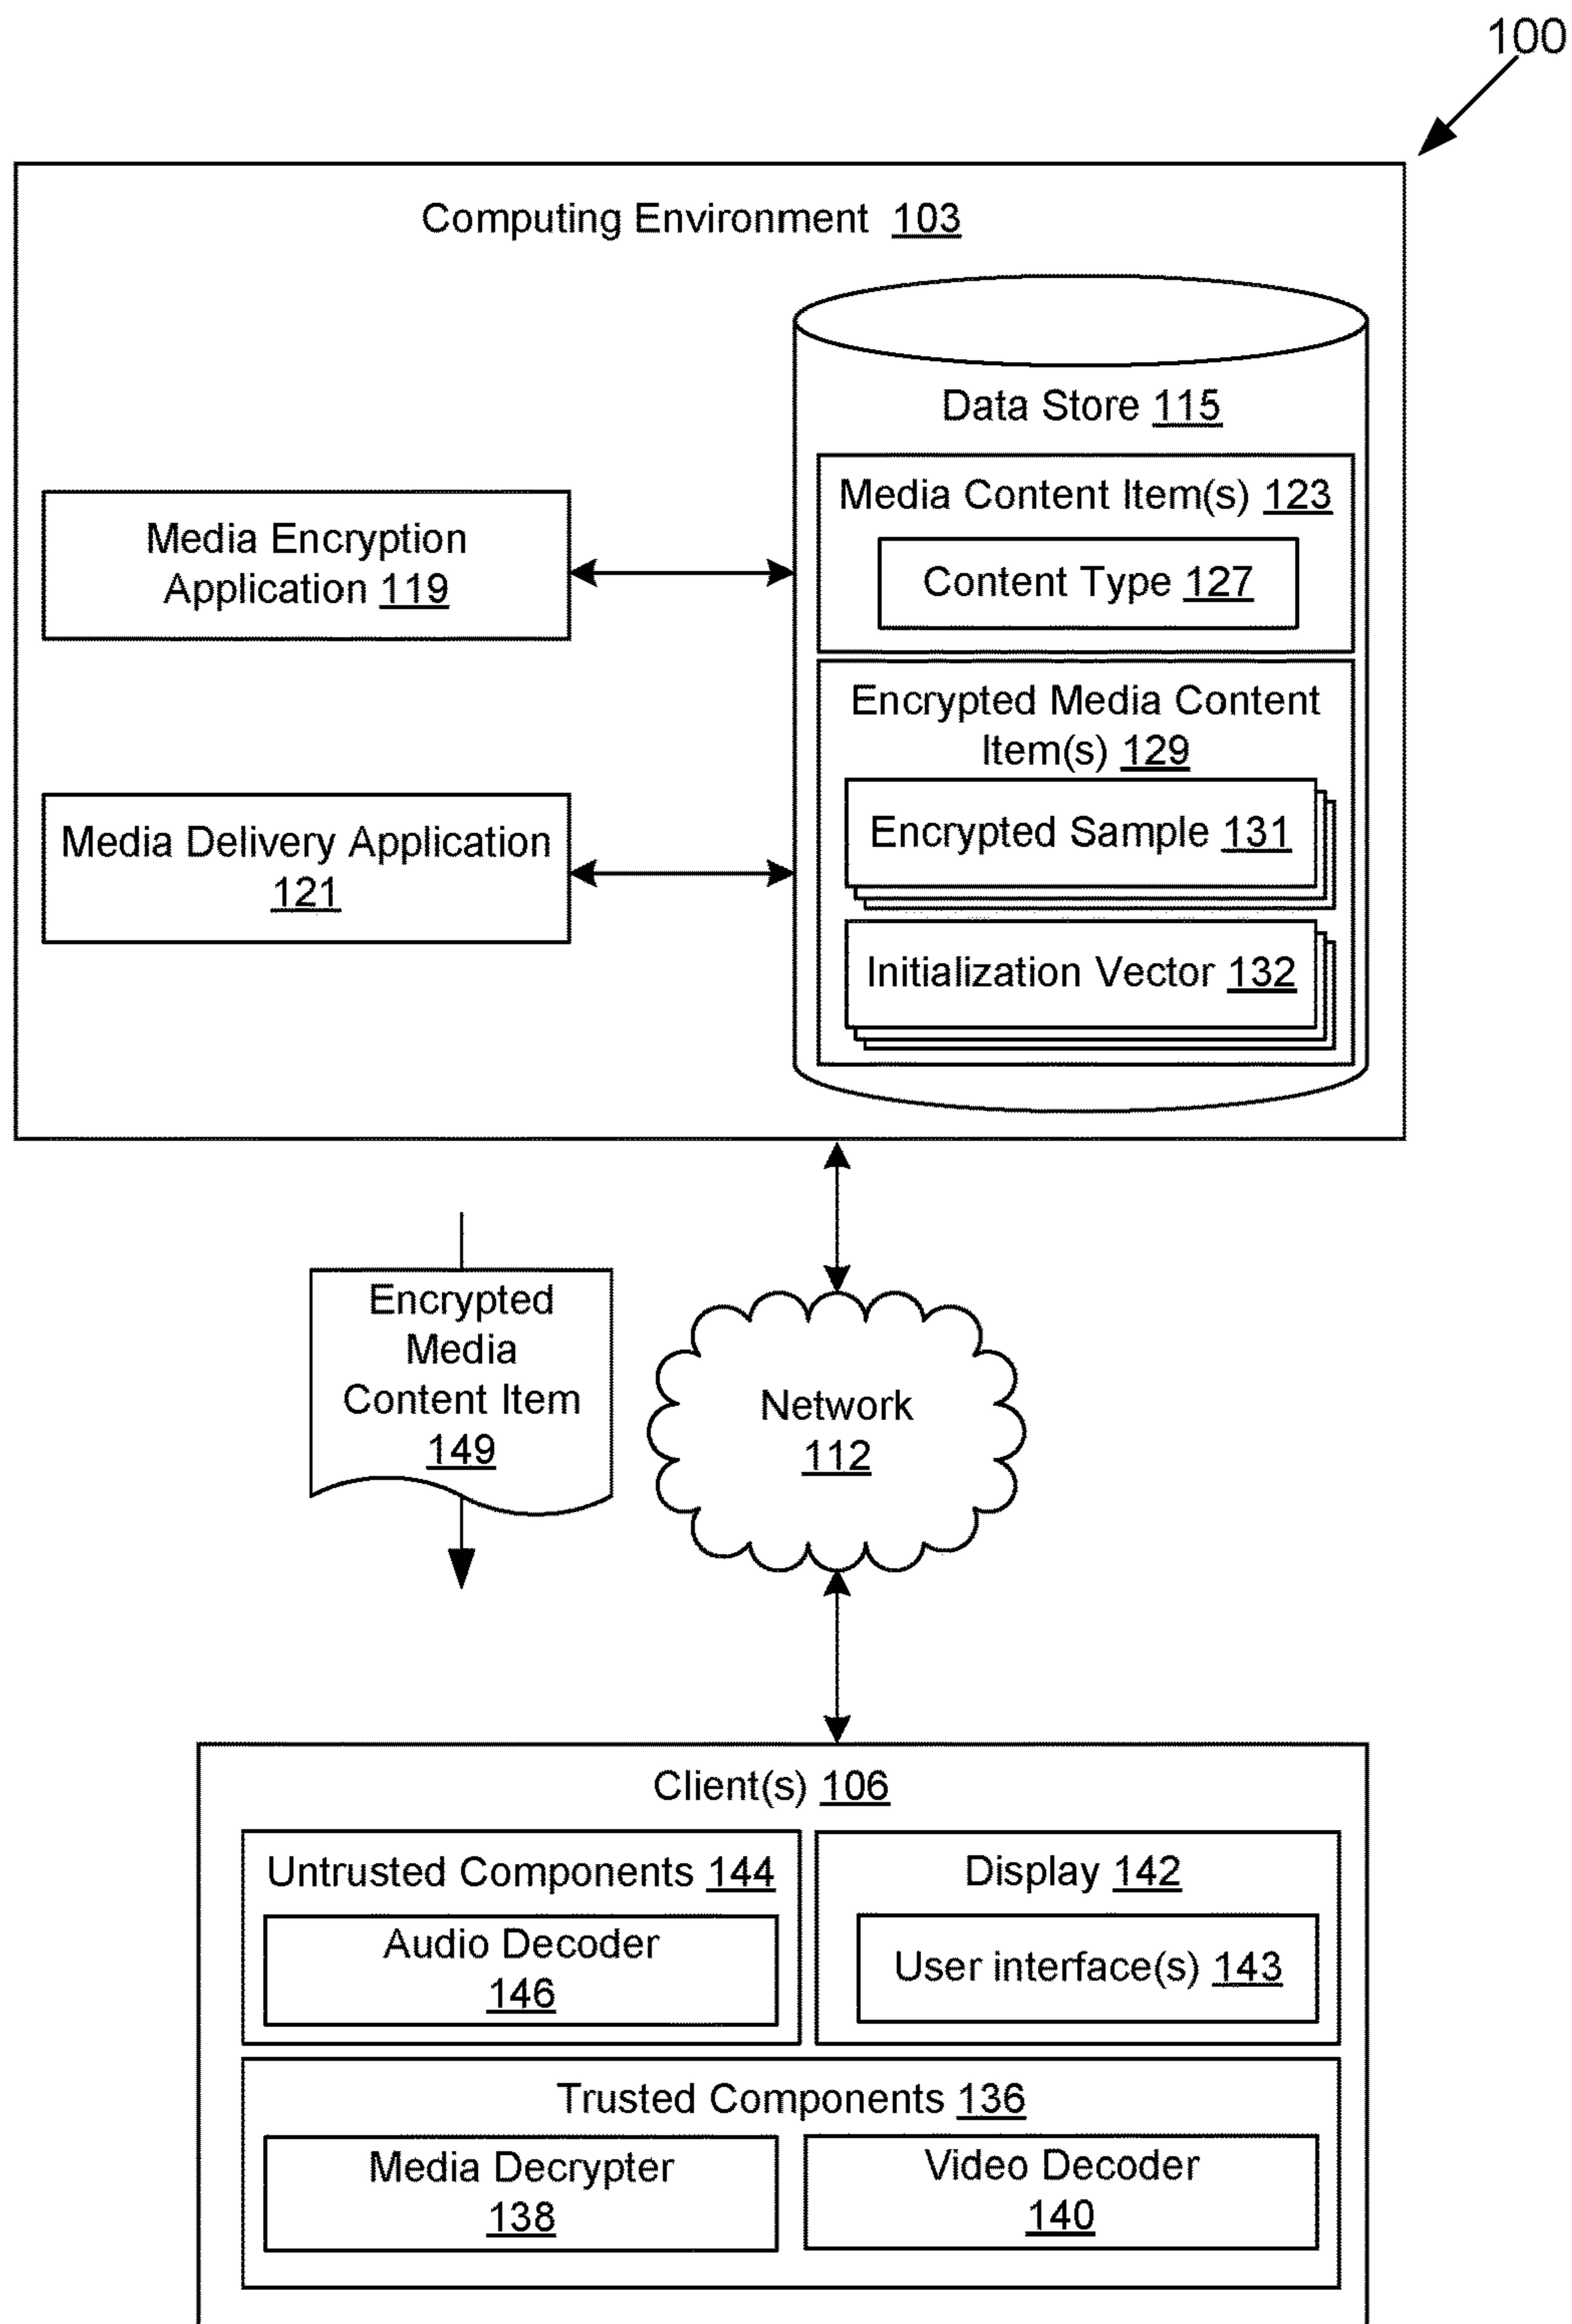 100
Computing Environment 103
Data Store 115
Media Content Item(s) 123
Content Type 127
Media Encryption
Application 119
Encrypted Media Content
Item(s) 129
Encrypted Sample 131
Media Delivery Application
121
Initialization Vector 132
Encrypted
Media
Content Item
149
Network
112
Client(s) 106
Untrusted Components 144
Audio Decoder
146
Display 142
User interface(s) 143
Trusted Components 136
Media Decrypter
138
Video Decoder
140